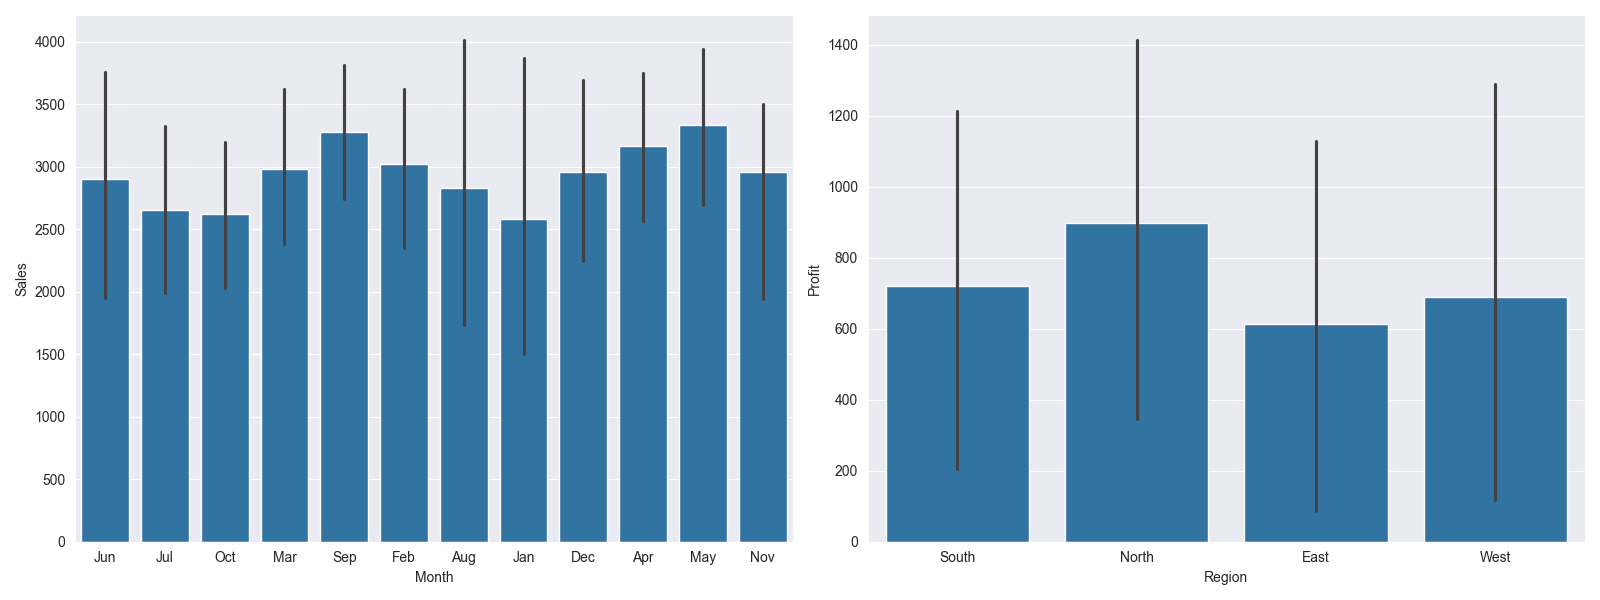 4000
3500
3000
2500
2000
1500
1000
500
0
Sales
Jun Jul Oct Mar Sep Feb Aug Jan Dec Apr May Nov
Month
1400
1200
1000
800
600
400
200
0
Profit
South North East West
Region